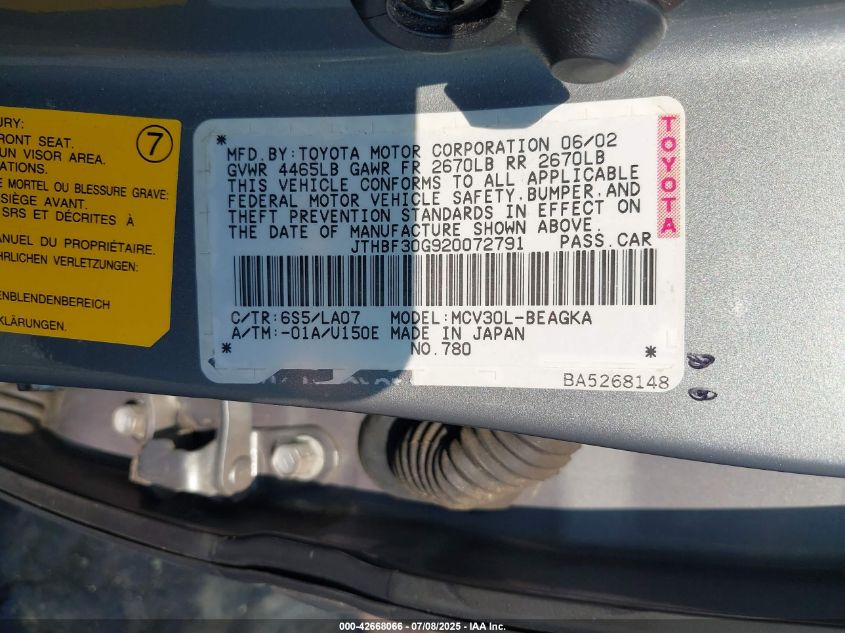 URY:
FRONT SEAT.
UN VISOR AREA.
ATIONS.
E MORTEL OU BLESSURE GRAVE:
SIÈGE AVANT.
SRS ET DÉCRITES À
ANUEL DU PROPRIÉTAIRE.
HRLICHEN VERLETZUNGEN:
NENBLENDENBEREICH
7
* MFD.BY:TOYOTA MOTOR CORPORATION 06/02
GVWR 4465LB GAWR FR 2670LB RR 2670LB
THIS VEHICLE CONFORMS TO ALL APPLICABLE
FEDERAL MOTOR VEHICLE SAFETY,BUMPER,AND
THEFT PREVENTION STANDARDS IN EFFECT ON
THE DATE OF MANUFACTURE SHOWN ABOVE.
JTHBF30G920072791 PASS.CAR
C/TR:6S5/LA07 MODEL:MCV30L-BEAGKA
A/TM:-01A/U150E MADE IN JAPAN
* NO.780 *
BA5268148
TOYOTA
000-42668066 - 07/08/2025 - IAA Inc.